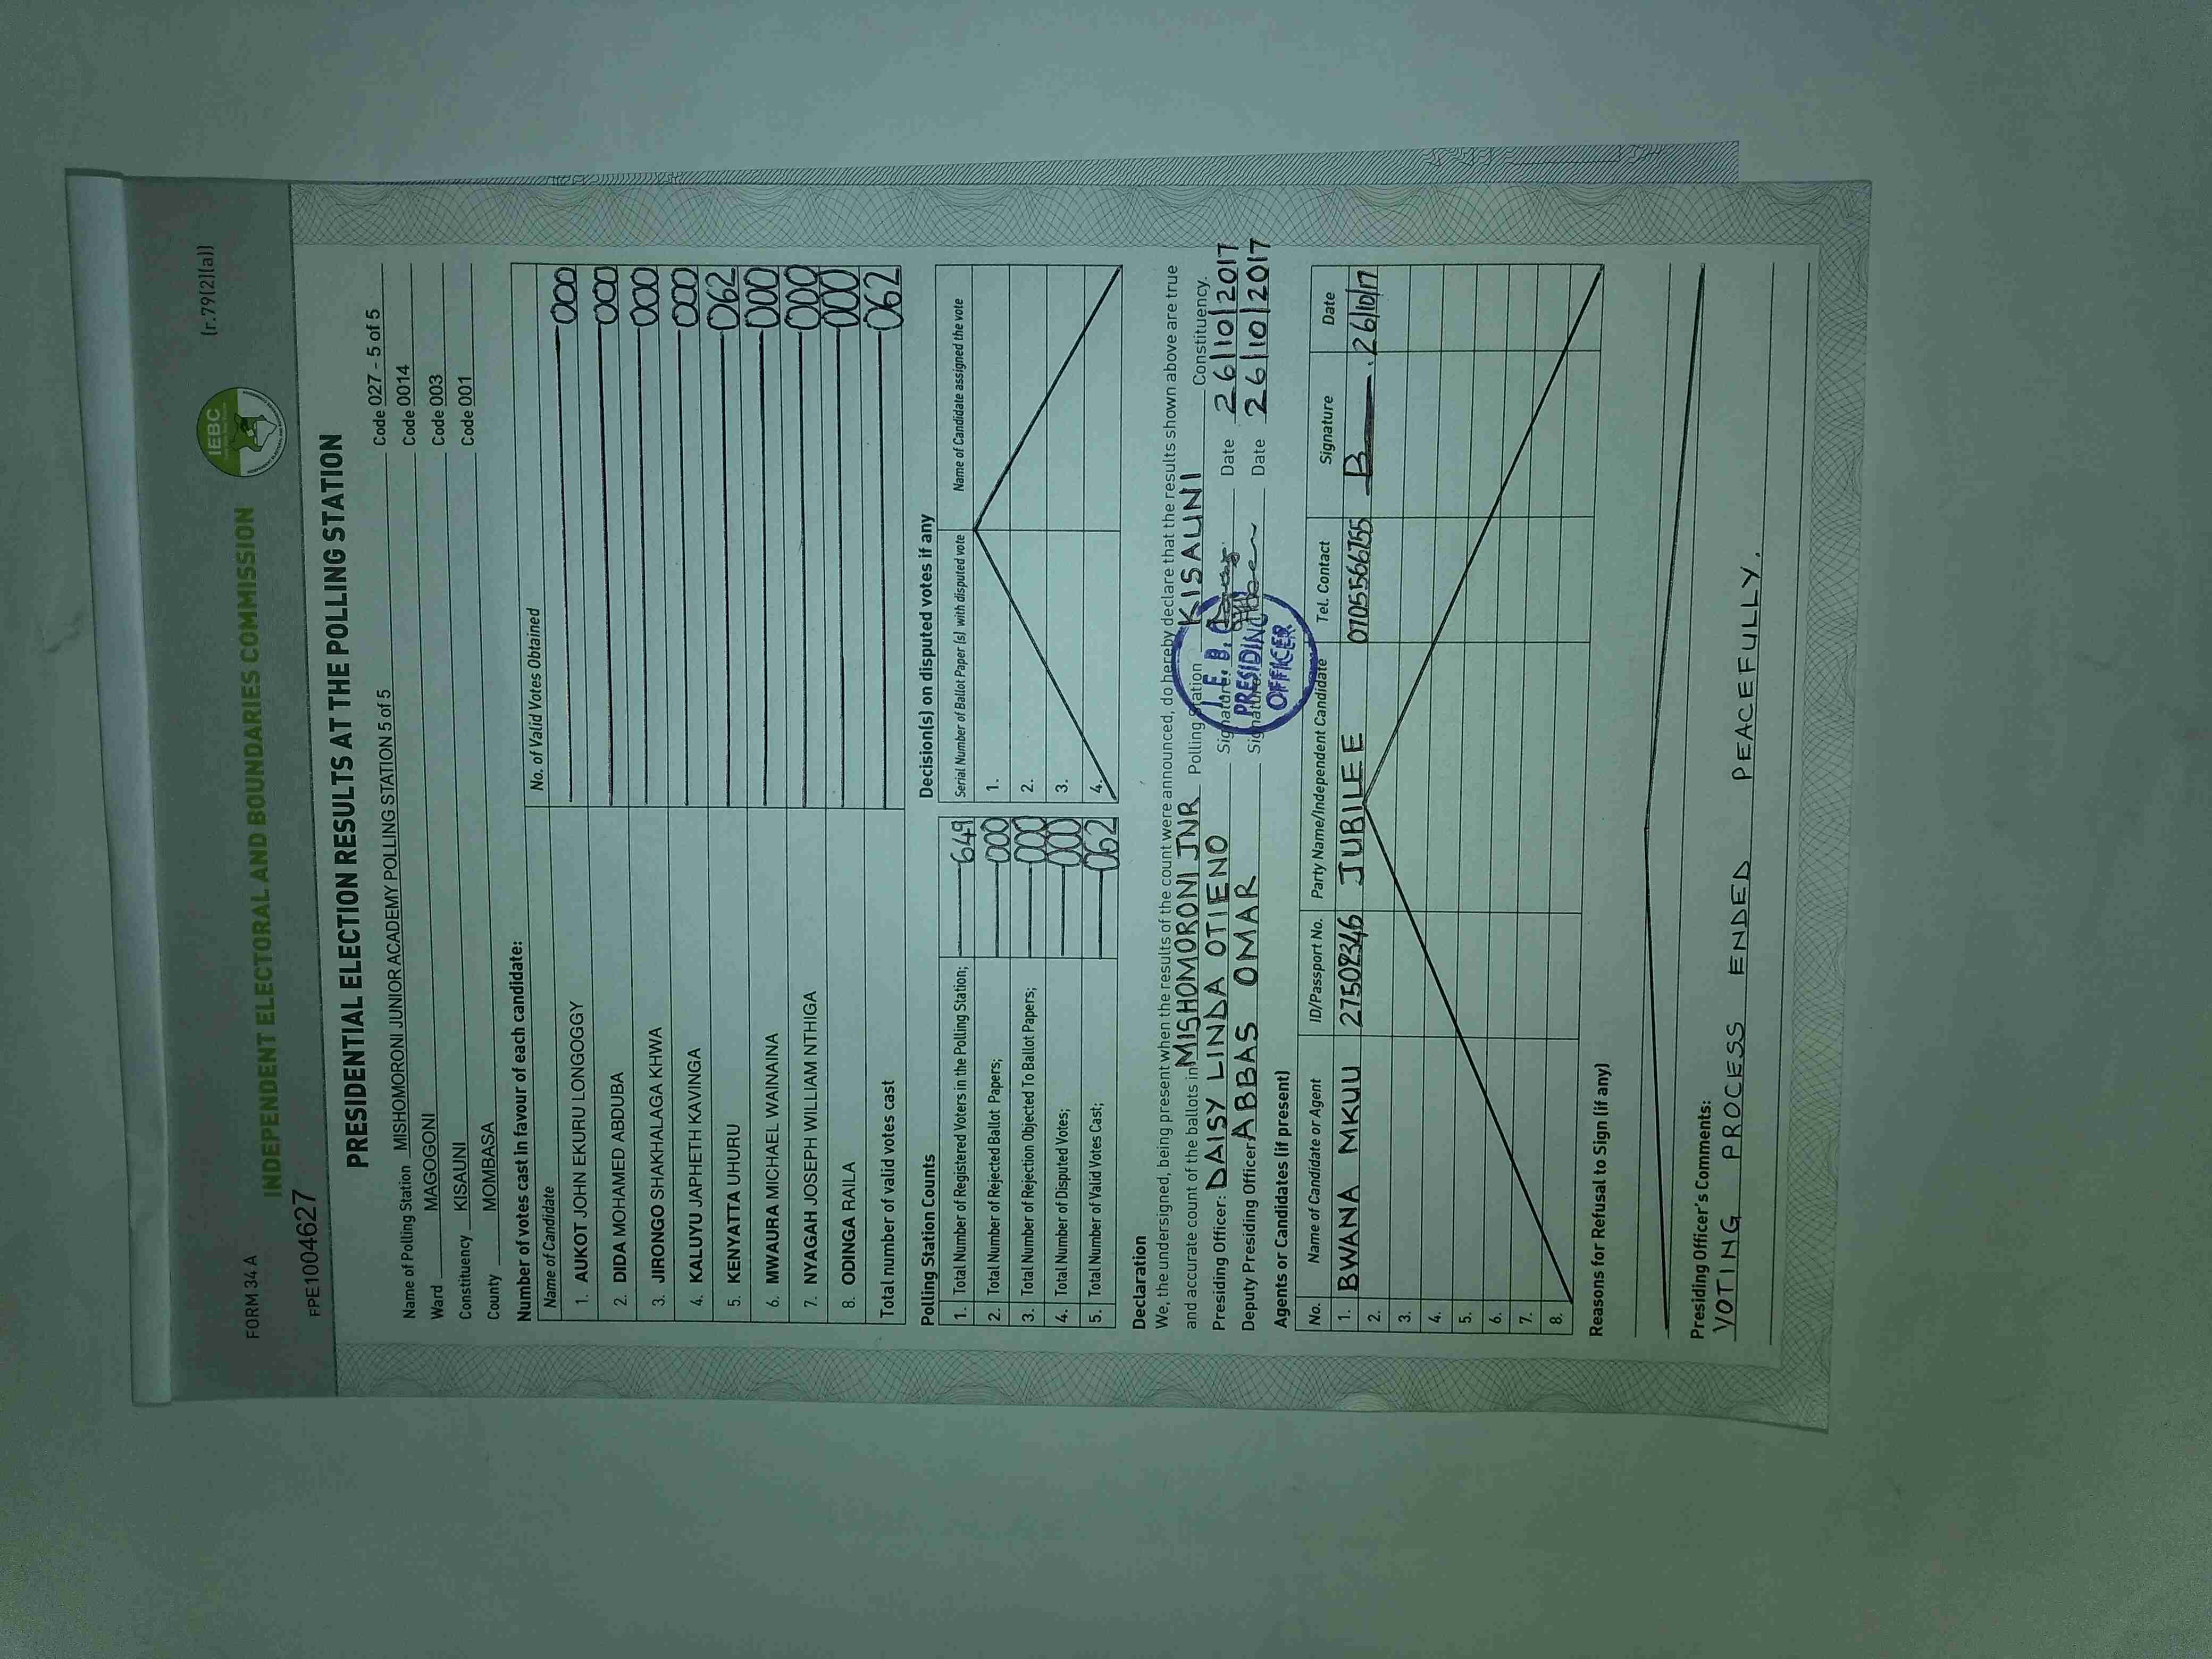 FORM 34 A
(r.79(2)(a))
IEBC
INDEPENDENT ELECTORAL AND BOUNDARIES COMMISSION
FPE1004627
PRESIDENTIAL ELECTION RESULTS AT THE POLLING STATION
Name of Polling Station MISHOMORONI JUNIOR ACADEMY POLLING STATION 5 of 5 Code 027 - 5 of 5
Ward MAGOGONI Code 0014
Constituency KISAUNI Code 003
County MOMBASA Code 001
Number of votes cast in favour of each candidate:
Name of Candidate No. of Valid Votes Obtained
1. AUKOT JOHN EKURU LONGOGGY 000
2. DIDA MOHAMED ABDUBA 000
3. JIRONGO SHAKHALAGA KHWA 000
4. KALUYU JAPHETH KAVINGA 000
5. KENYATTA UHURU 062
6. MWAURA MICHAEL WAINAINA 000
7. NYAGAH JOSEPH WILLIAM NTHIGA 000
8. ODINGA RAILA 000
Total number of valid votes cast 062
Polling Station Counts
1. Total Number of Registered Voters in the Polling Station; 649
2. Total Number of Rejected Ballot Papers; 000
3. Total Number of Rejection Objected To Ballot Papers; 000
4. Total Number of Disputed Votes; 000
5. Total Number of Valid Votes Cast; 062
Decision(s) on disputed votes if any
Serial Number of Ballot Paper (s) with disputed vote Name of Candidate assigned the vote
1.
2.
3.
4.
Declaration
We, the undersigned, being present when the results of the count were announced, do hereby declare that the results shown above are true
and accurate count of the ballots in MISHOMORONI JNR Polling Station KISAUNI Constituency.
Presiding Officer: DAISY LINDA OTIENO Signature: Date 26/10/2017
Deputy Presiding Officer ABBAS OMAR Signature: Date 26/10/2017
I.E.B.C
PRESIDING
OFFICER
Agents or Candidates (if present)
No. Name of Candidate or Agent ID/Passport No. Party Name/Independent Candidate Tel. Contact Signature Date
1. BWANA MKUU 27502346 JUBILEE 0705566755 B 26/10/17
2.
3.
4.
5.
6.
7.
8.
Reasons for Refusal to Sign (if any)
Presiding Officer's Comments:
VOTING PROCESS ENDED PEACEFULLY.